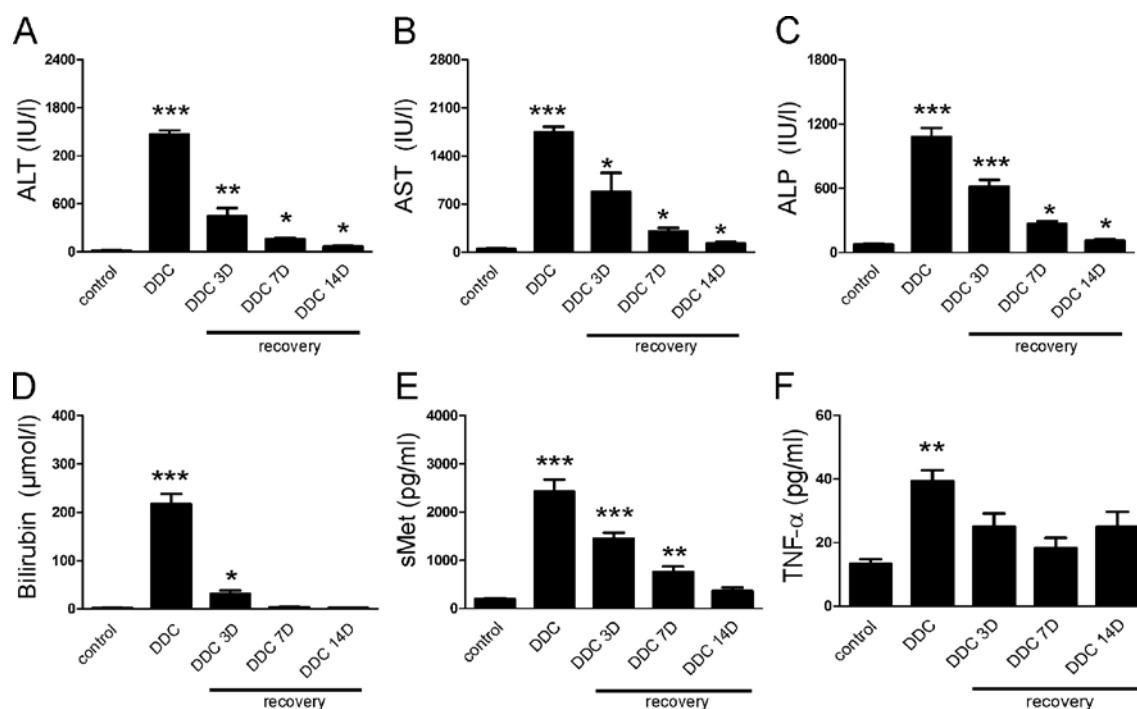 A
ALT (IU/l)
2400
1800
200
600
0
***
**
*
*
control
DDC
DDC 3D
DDC 7D
DDC 14D
recovery
B
AST (IU/l)
2800
2100
1400
700
0
***
*
*
*
control
DDC
DDC 3D
DDC 7D
DDC 14D
recovery
C
ALP (IU/l)
1800
1200
600
0
***
***
*
*
control
DDC
DDC 3D
DDC 7D
DDC 14D
recovery
D
Bilirubin (µmol/l)
400
300
200
100
0
***
*
control
DDC
DDC 3D
DDC 7D
DDC 14D
recovery
E
sMet (pg/ml)
4000
3000
2000
1000
0
***
***
**
control
DDC
DDC 3D
DDC 7D
DDC 14D
recovery
F
TNF-α (pg/ml)
60
40
20
0
**
control
DDC
DDC 3D
DDC 7D
DDC 14D
recovery